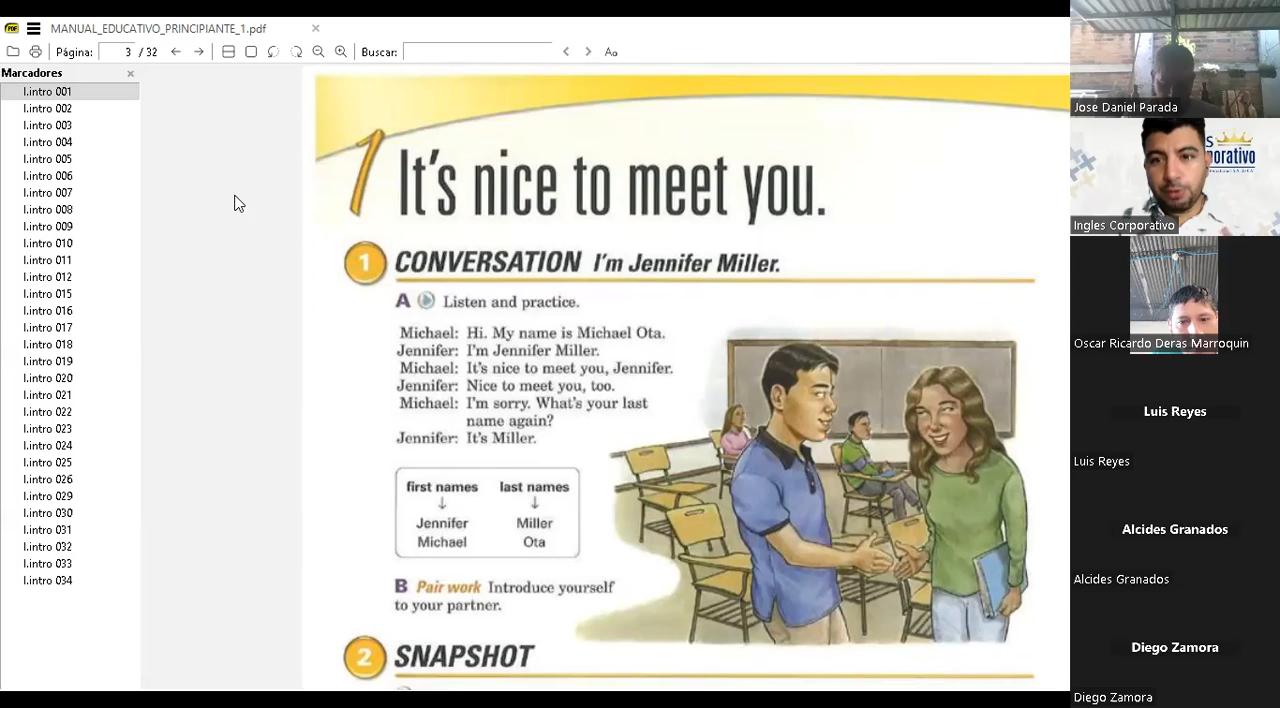 MANUAL_EDUCATIVO_PRINCIPIANTE_1.pdf
Página: 3 / 32
Buscar:
Marcadores
I.intro 001
I.intro 002
I.intro 003
I.intro 004
I.intro 005
I.intro 006
I.intro 007
I.intro 008
I.intro 009
I.intro 010
I.intro 011
I.intro 012
I.intro 015
I.intro 016
I.intro 017
I.intro 018
I.intro 019
I.intro 020
I.intro 021
I.intro 022
I.intro 023
I.intro 024
I.intro 025
I.intro 026
I.intro 029
I.intro 030
I.intro 031
I.intro 032
I.intro 033
I.intro 034
1 It's nice to meet you.
1 CONVERSATION I'm Jennifer Miller.
A Listen and practice.
Michael: Hi. My name is Michael Ota.
Jennifer: I'm Jennifer Miller.
Michael: It's nice to meet you, Jennifer.
Jennifer: Nice to meet you, too.
Michael: I'm sorry. What's your last
name again?
Jennifer: It's Miller.
first names last names
Jennifer Miller
Michael Ota
B Pair work Introduce yourself
to your partner.
2 SNAPSHOT
Jose Daniel Parada
Ingles Corporativo
Oscar Ricardo Deras Marroquin
Luis Reyes
Luis Reyes
Alcides Granados
Alcides Granados
Diego Zamora
Diego Zamora